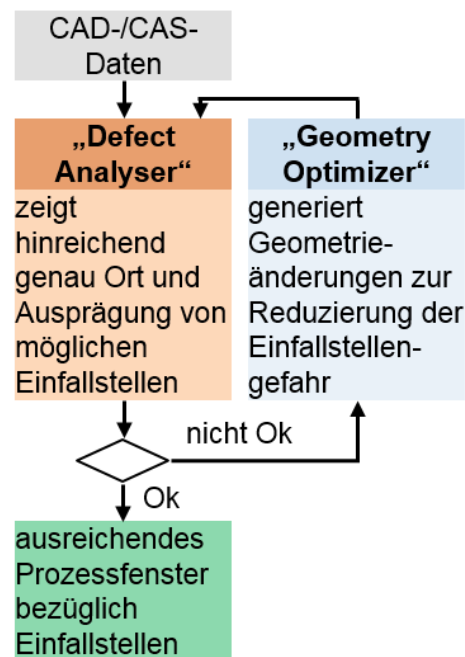 CAD-/CAS-
Daten
„Defect
Analyser“
zeigt
hinreichend
genau Ort und
Ausprägung von
möglichen
Einfallstellen
„Geometry
Optimizer“
generiert
Geometrie-
änderungen zur
Reduzierung der
Einfallstellen-
gefahr
nicht Ok
Ok
ausreichendes
Prozessfenster
bezüglich
Einfallstellen